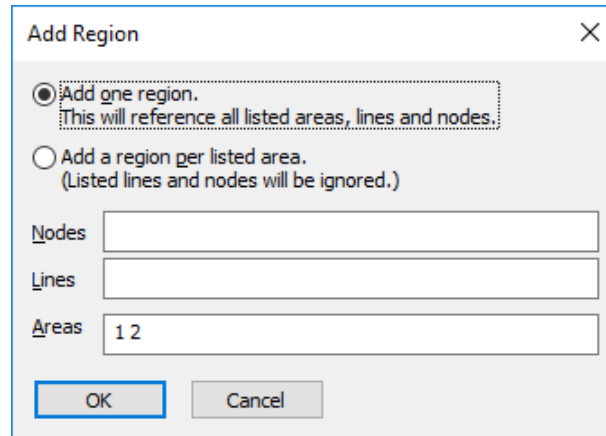 Add Region
Add one region.
This will reference all listed areas, lines and nodes.
Add a region per listed area.
(Listed lines and nodes will be ignored.)
Nodes
Lines
Areas 1 2
OK Cancel